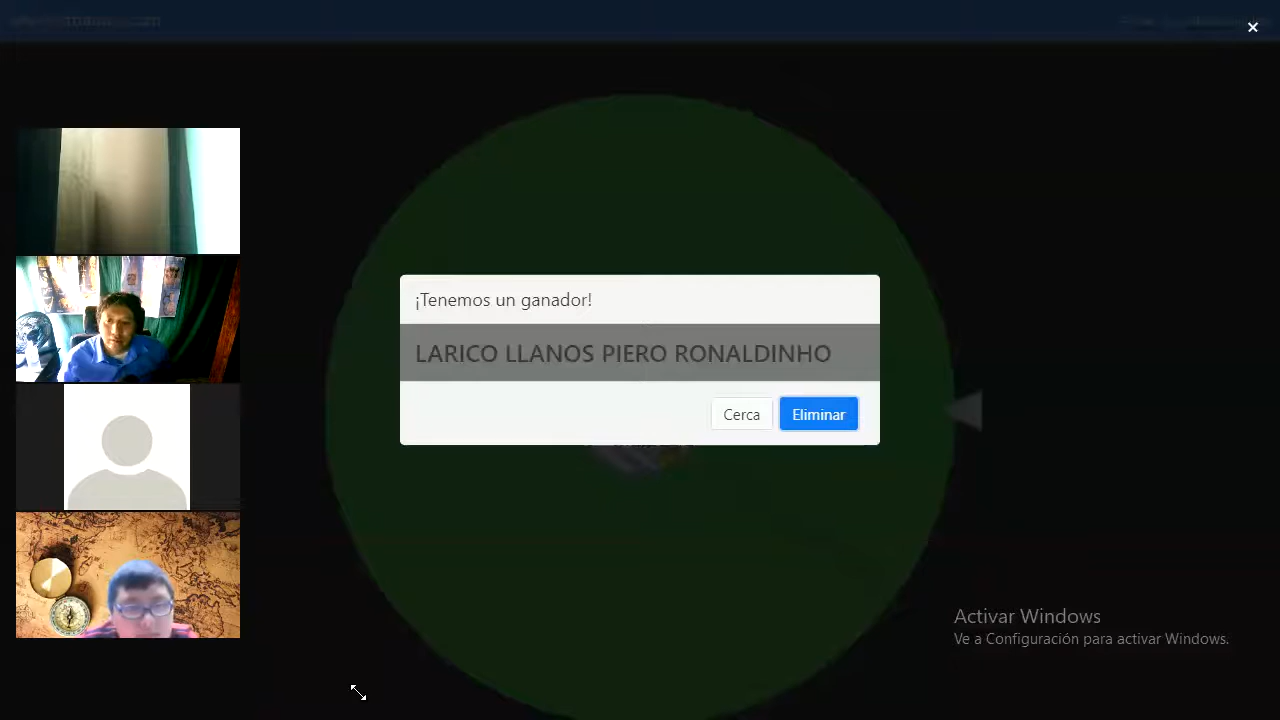 ¡Tenemos un ganador!
LARICO LLANOS PIERO RONALDINHO
Cerca
Eliminar
Activar Windows
Ve a Configuración para activar Windows.